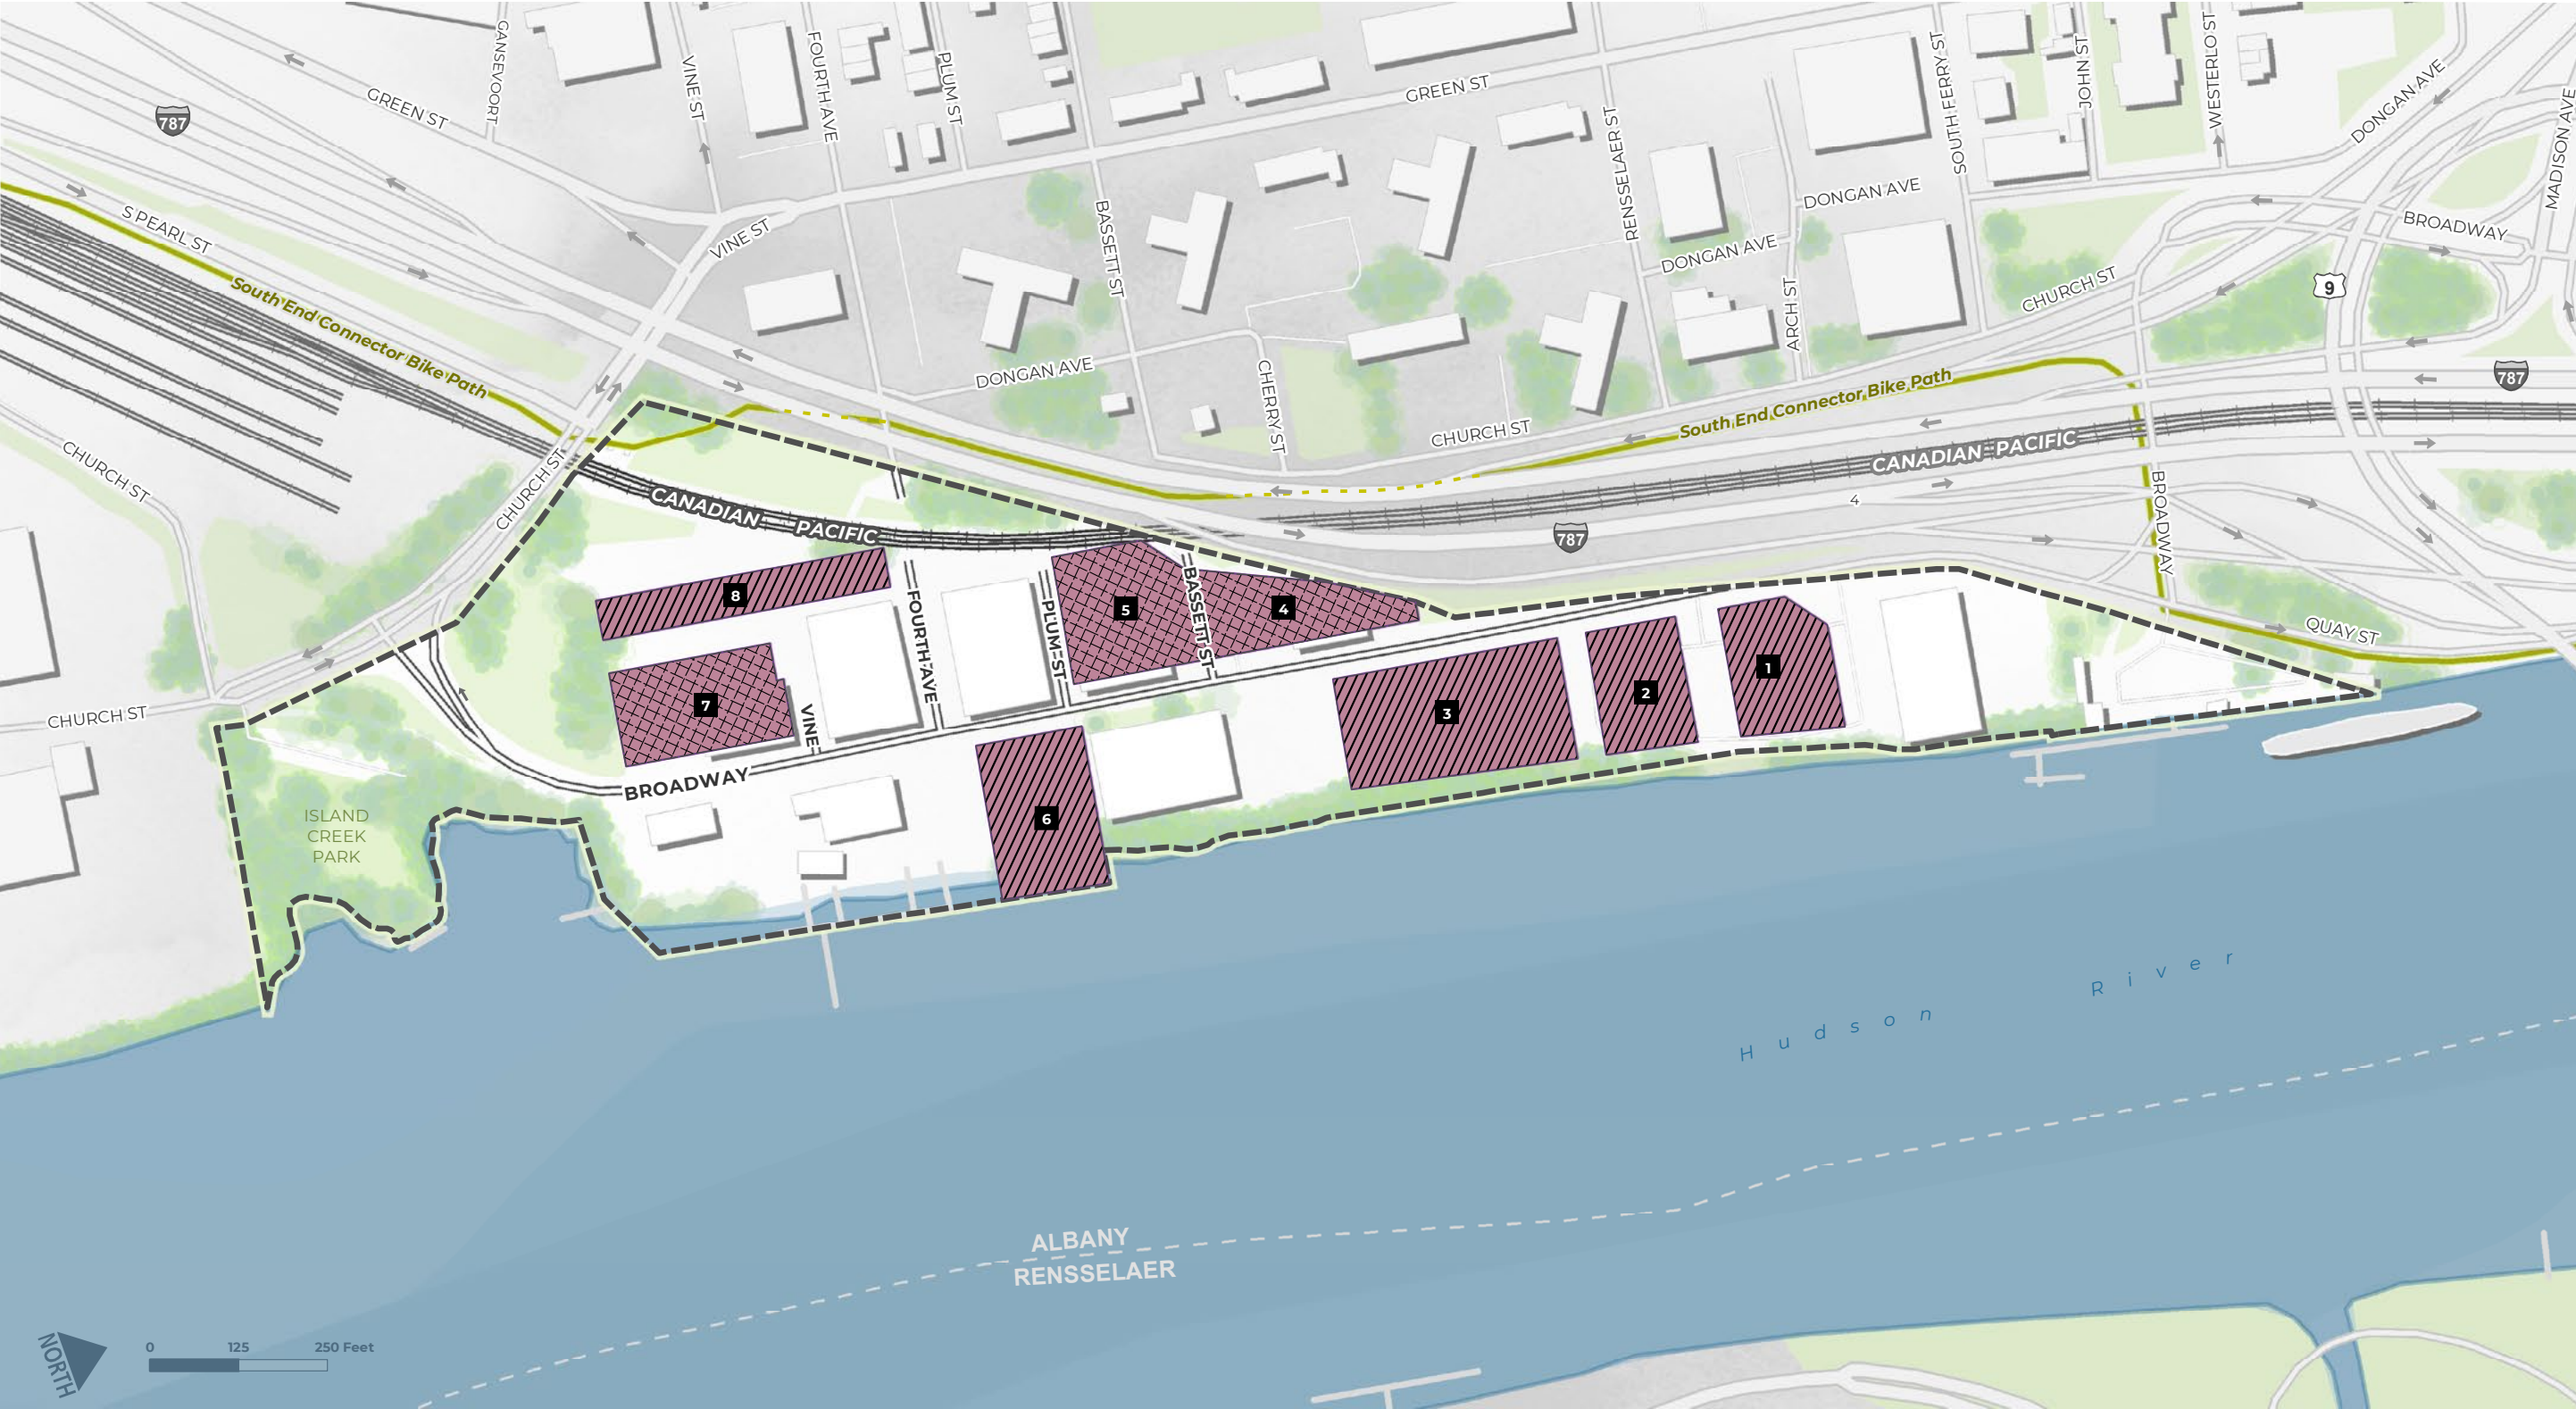 GANSEVOORT
GREEN ST
787
VINE ST
FOURTH AVE
PLUM ST
GREEN ST
RENSSELAER ST
SOUTH FERRY ST
JOHN ST
WESTERLO ST
DONGAN AVE
MADISON AVE
S PEARL ST
VINE ST
BASSETT ST
DONGAN AVE
DONGAN AVE
ARCH ST
CHURCH ST
BROADWAY
9
787
South End Connector Bike Path
DONGAN AVE
CHERRY ST
CHURCH ST
South End Connector Bike Path
CANADIAN PACIFIC
4
787
BROADWAY
QUAY ST
CHURCH ST
CHURCH ST
CHURCH ST
CANADIAN PACIFIC
8
FOURTH AVE
PLUM ST
5
BASSETT ST
4
7
VINE
3
2
1
BROADWAY
6
ISLAND
CREEK
PARK
Hudson River
ALBANY
RENSSELAER
NORTH
0 125 250 Feet